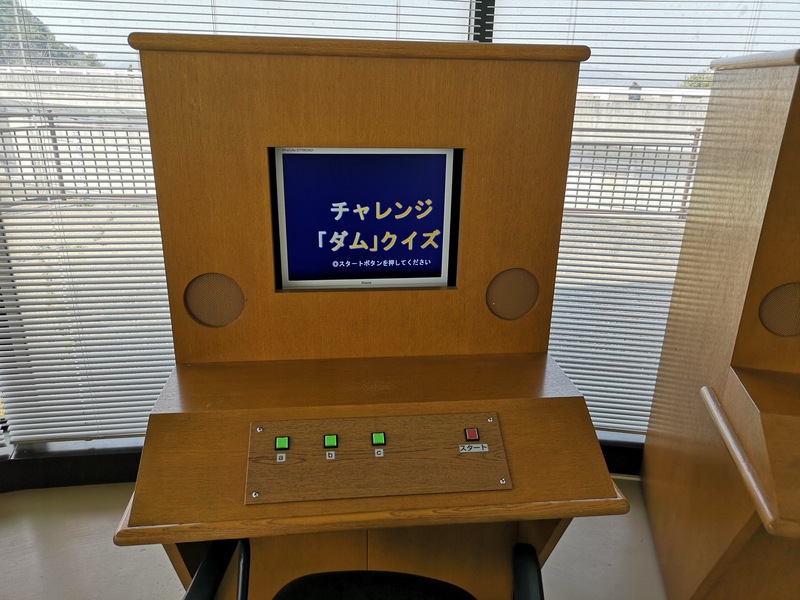 チャレンジ
「ダム」クイズ
◎スタートボタンを押してください
a
b
c
スタート